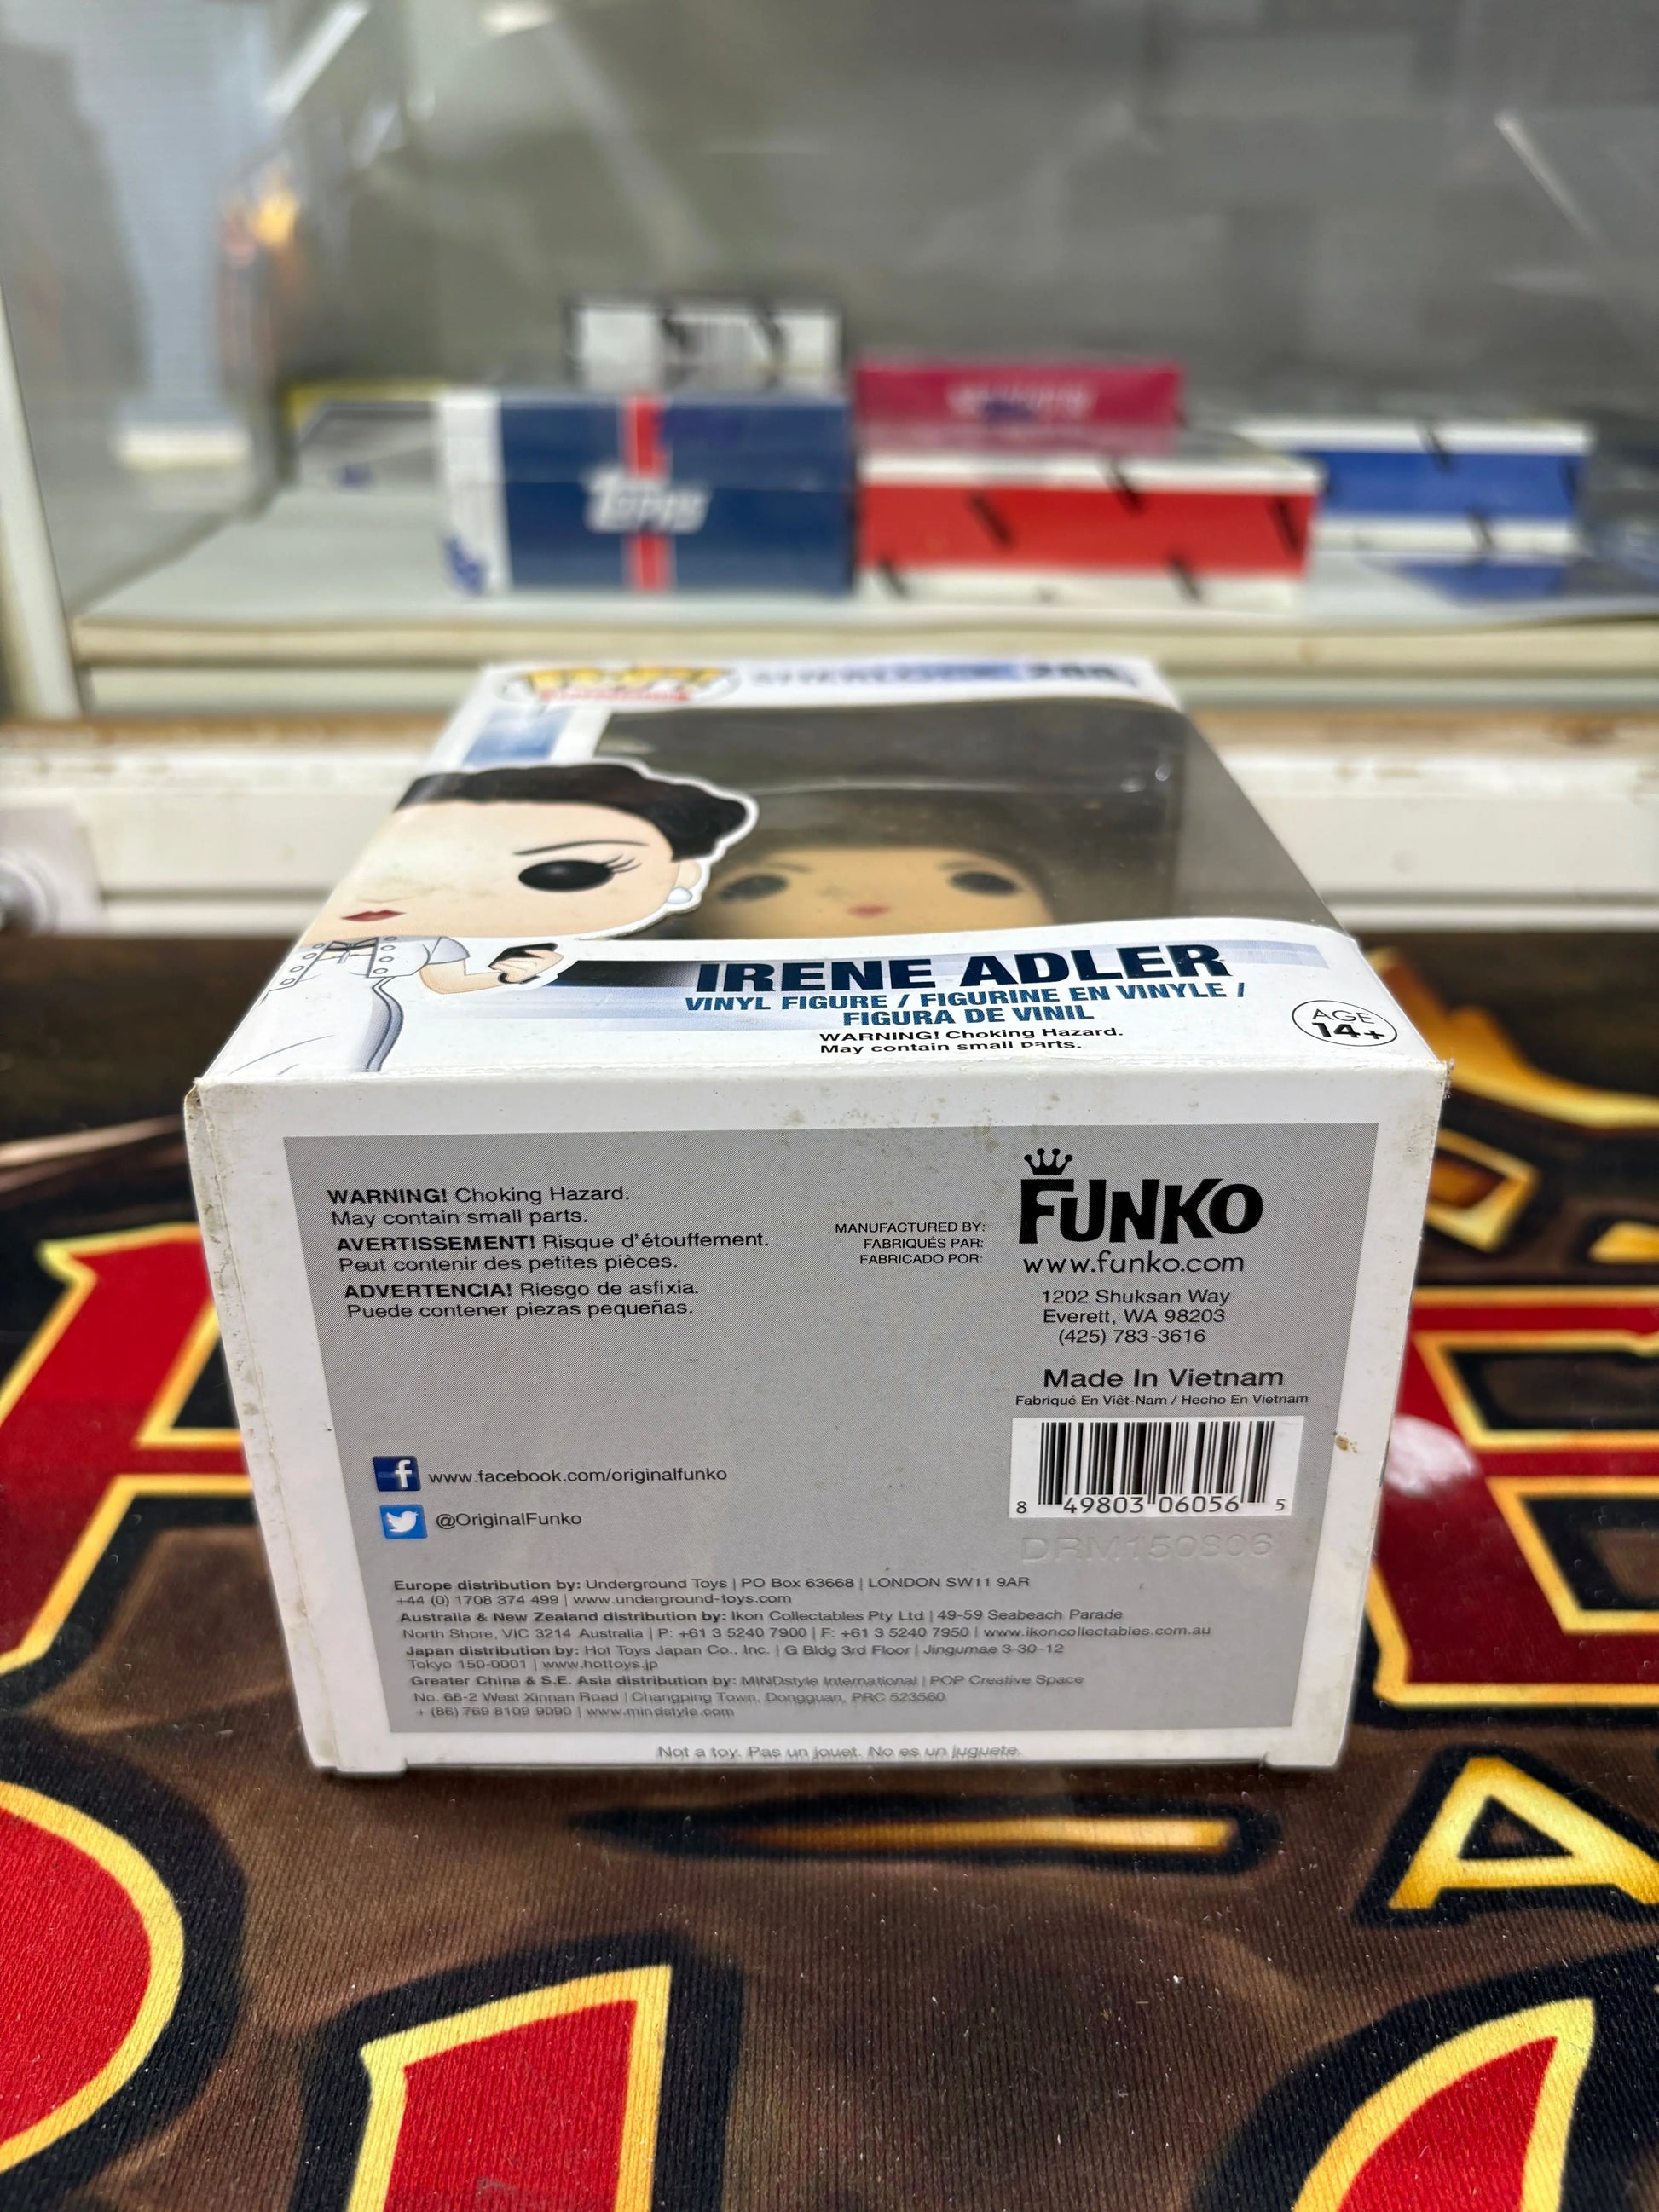 Topps
IRENE ADLER
VINYL FIGURE / FIGURINE EN VINYLE /
FIGURA DE VINIL
WARNING! Choking Hazard.
May contain small parts.
AGE
14+
WARNING! Choking Hazard.
May contain small parts.
AVERTISSEMENT! Risque d'étouffement.
Peut contenir des petites pièces.
ADVERTENCIA! Riesgo de asfixia.
Puede contener piezas pequeñas.
MANUFACTURED BY:
FABRIQUÉS PAR:
FABRICADO POR:
FUNKO
www.funko.com
1202 Shuksan Way
Everett, WA 98203
(425) 783-3616
Made In Vietnam
Fabriqué En Viêt-Nam / Hecho En Vietnam
8 49803 06056 5
DRM150806
f www.facebook.com/originalfunko
@OriginalFunko
Europe distribution by: Underground Toys | PO Box 63668 | LONDON SW11 9AR
+44 (0) 1708 374 499 | www.underground-toys.com
Australia & New Zealand distribution by: Ikon Collectables Pty Ltd | 49-59 Seabeach Parade
North Shore, VIC 3214 Australia | P: +61 3 5240 7900 | F: +61 3 5240 7950 | www.ikoncollectables.com.au
Japan distribution by: Hot Toys Japan Co., Inc. | G Bldg 3rd Floor | Jingumae 3-30-12
Tokyo 150-0001 | www.hottoys.jp
Greater China & S.E. Asia distribution by: MINDstyle International | POP Creative Space
No. 68-2 West Xinnan Road | Changping Town, Dongguan, PRC 523560
+ (86) 769 8109 9090 | www.mindstyle.com
Not a toy. Pas un jouet. No es un juguete.
A